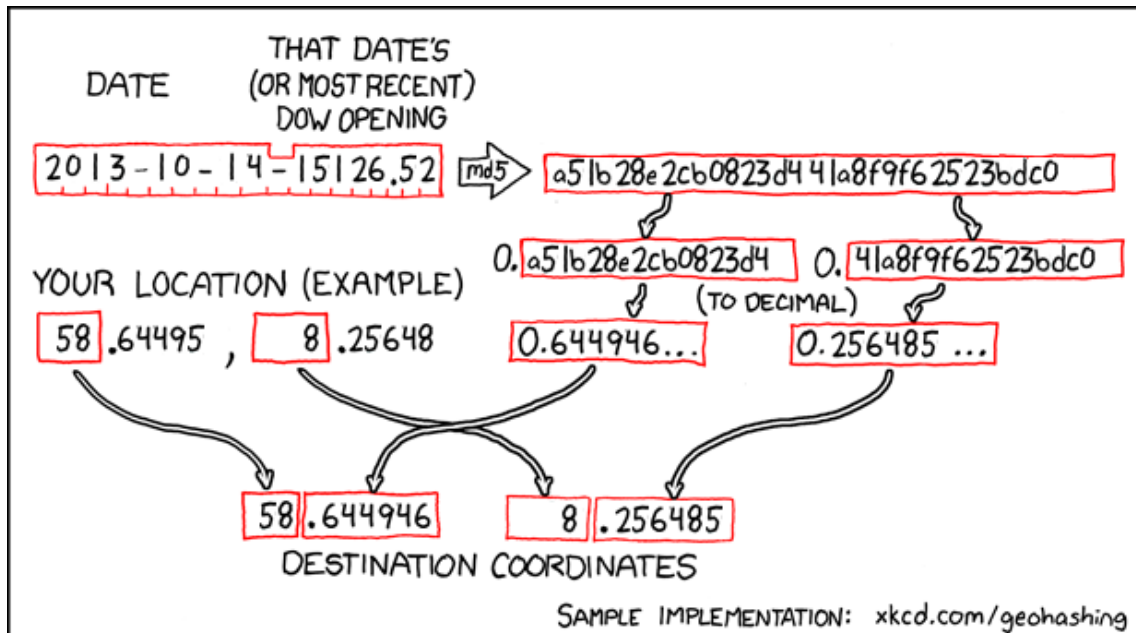 DATE
THAT DATE'S
(OR MOST RECENT)
DOW OPENING
2013-10-14-15126.52
md5
a51b28e2cb0823d441a8f9f62523bdc0
0.a51b28e2cb0823d4
0.41a8f9f62523bdc0
(TO DECIMAL)
YOUR LOCATION (EXAMPLE)
58.64495, 8.25648
0.644946...
0.256485...
58.644946
8.256485
DESTINATION COORDINATES
SAMPLE IMPLEMENTATION: xkcd.com/geohashing